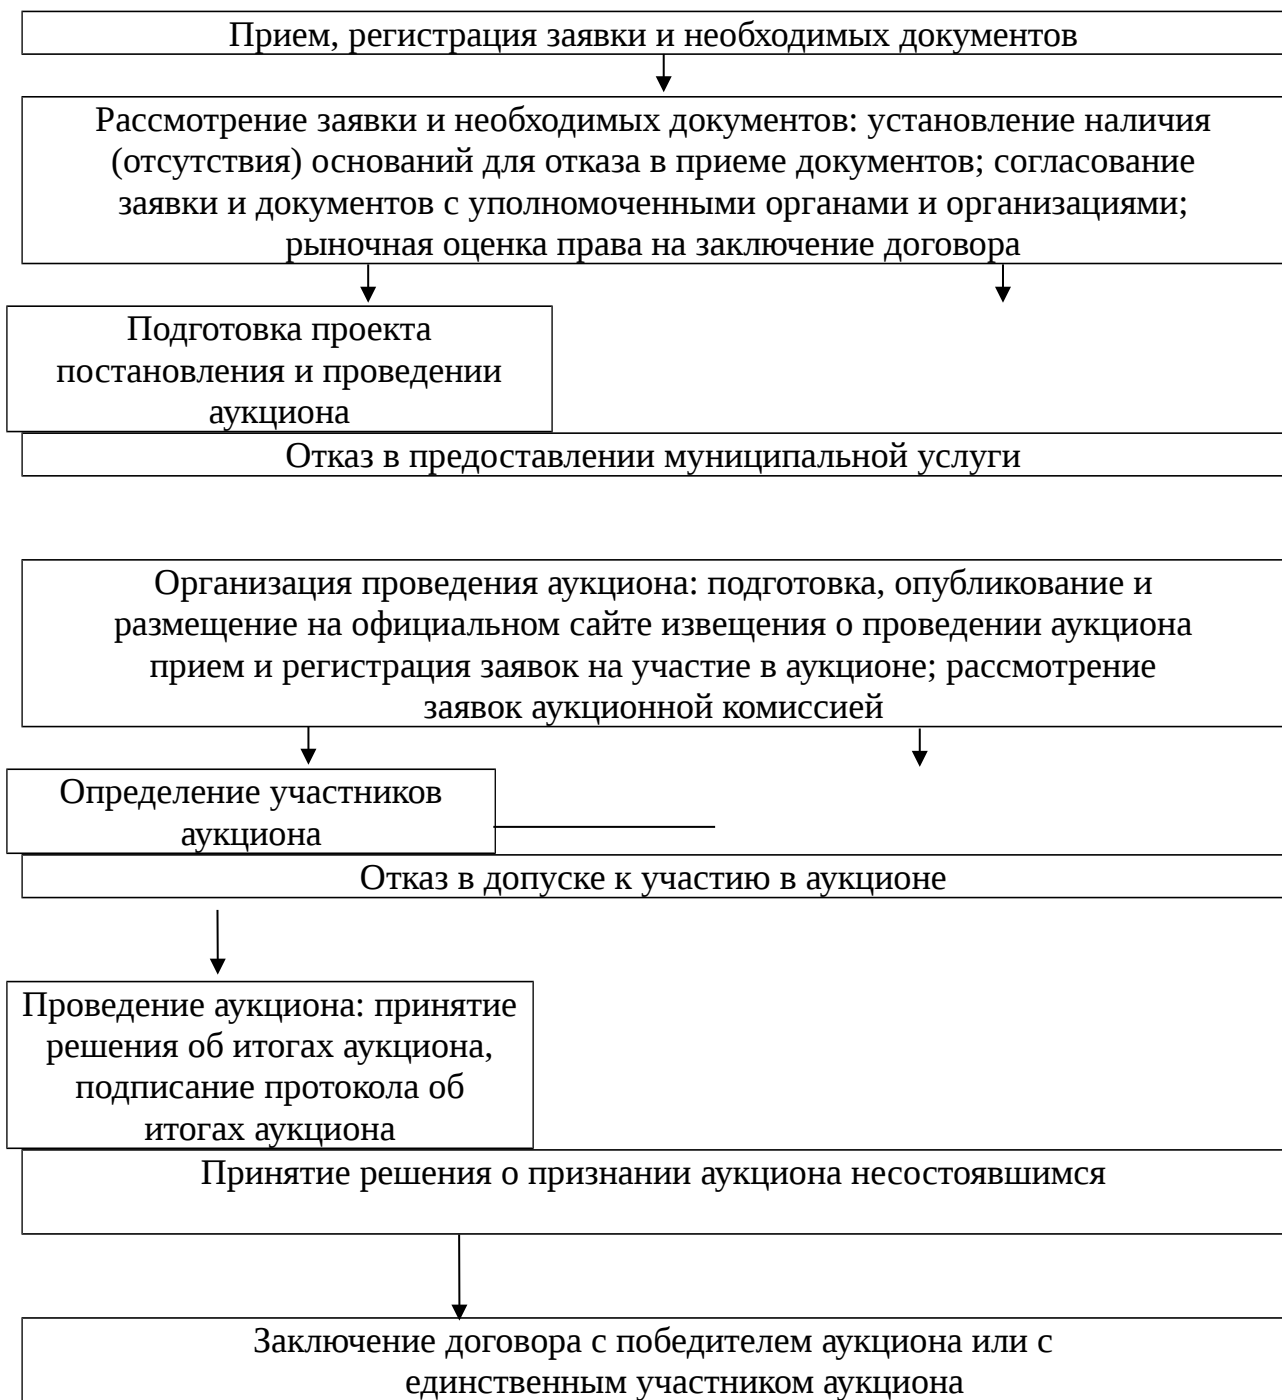 Прием, регистрация заявки и необходимых документов
Рассмотрение заявки и необходимых документов: установление наличия
(отсутствия) оснований для отказа в приеме документов; согласование
заявки и документов с уполномоченными органами и организациями;
рыночная оценка права на заключение договора
Подготовка проекта
постановления и проведении
аукциона
Отказ в предоставлении муниципальной услуги
Организация проведения аукциона: подготовка, опубликование и
размещение на официальном сайте извещения о проведении аукциона
прием и регистрация заявок на участие в аукционе; рассмотрение
заявок аукционной комиссией
Определение участников
аукциона
Отказ в допуске к участию в аукционе
Проведение аукциона: принятие
решения об итогах аукциона,
подписание протокола об
итогах аукциона
Принятие решения о признании аукциона несостоявшимся
Заключение договора с победителем аукциона или с
единственным участником аукциона